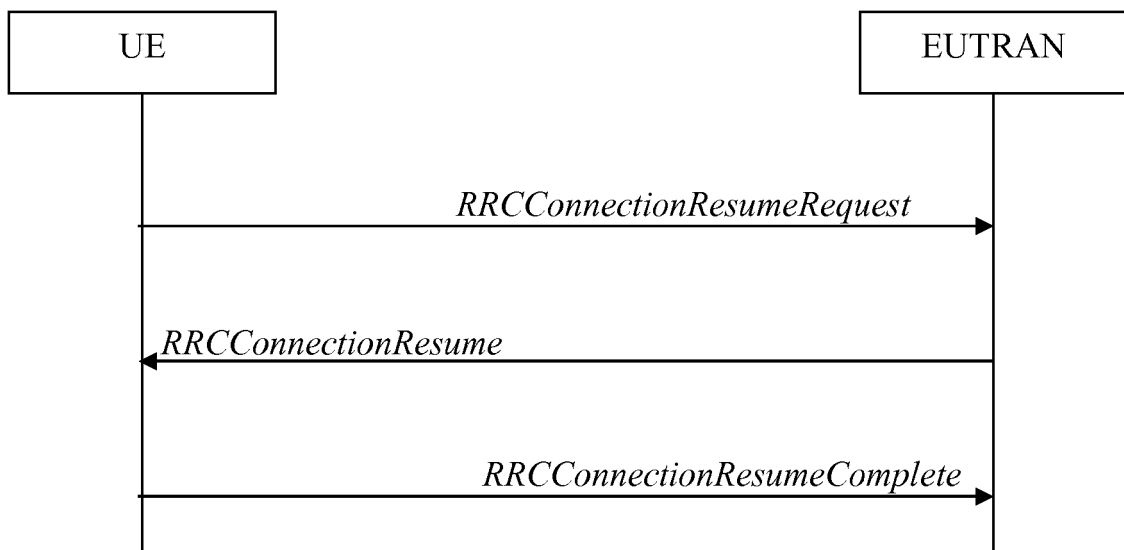 UE
EUTRAN
RRCConnectionResumeRequest
RRCConnectionResume
RRCConnectionResumeComplete